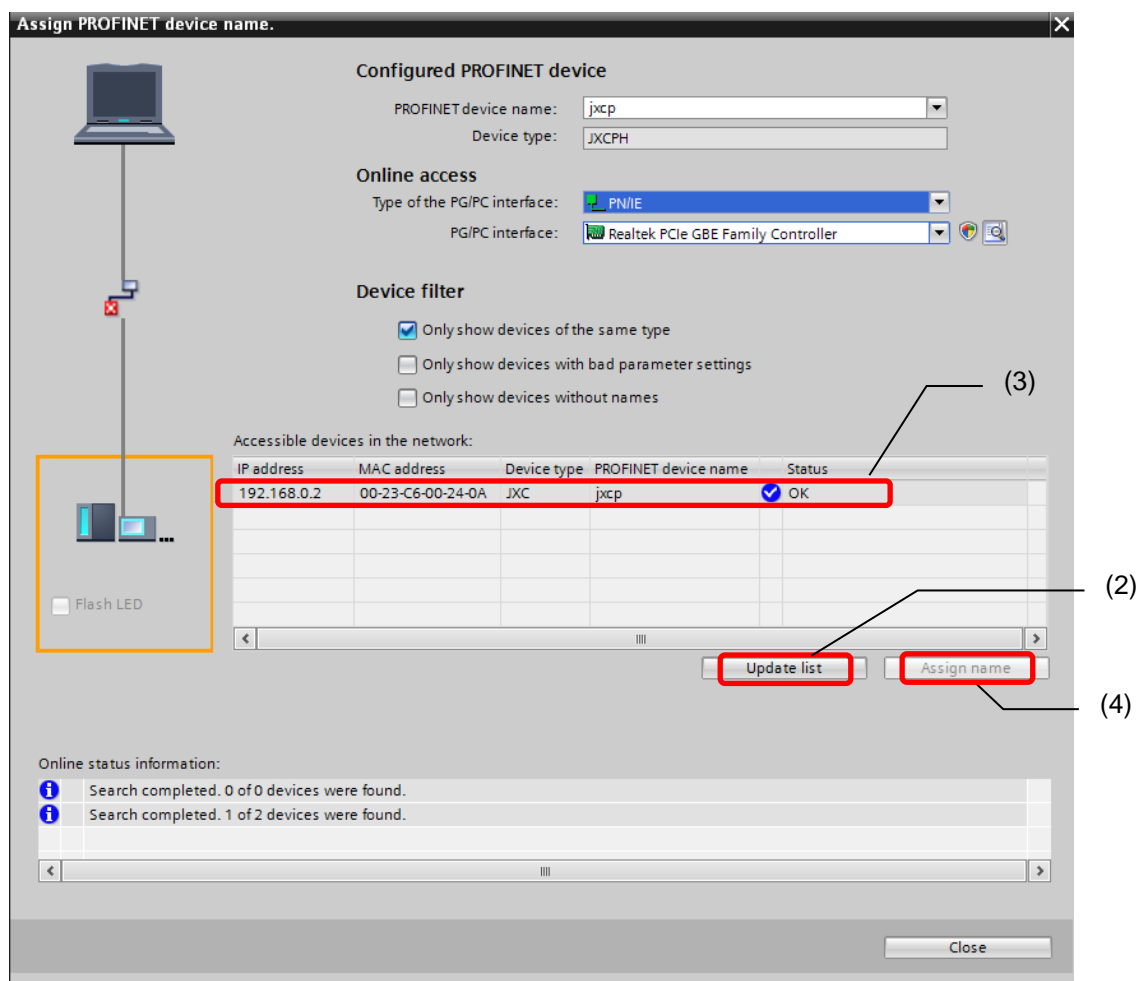 Assign PROFINET device name.
Configured PROFINET device
PROFINET device name: jxcp
Device type: JXCPH
Online access
Type of the PG/PC interface: PN/IE
PG/PC interface: Realtek PCIe GBE Family Controller
Device filter
Only show devices of the same type
Only show devices with bad parameter settings
Only show devices without names
(3)
Accessible devices in the network:
IP address MAC address Device type PROFINET device name Status
192.168.0.2 00-23-C6-00-24-0A JXC jxcp OK
...
Flash LED
(2)
Update list Assign name
(4)
Online status information:
Search completed. 0 of 0 devices were found.
Search completed. 1 of 2 devices were found.
Close